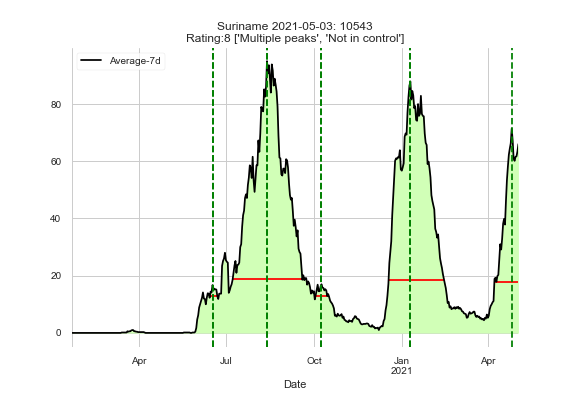 Suriname 2021-05-03: 10543
Rating:8 ['Multiple peaks', 'Not in control']
Average-7d
80
60
40
20
0
Apr
Jul
Oct
Jan
2021
Apr
Date